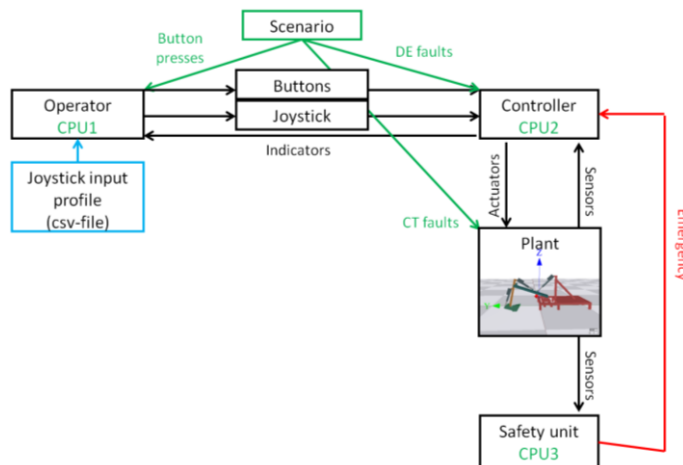 Scenario
Button
presses
DE faults
Buttons
Joystick
Operator
CPU1
Controller
CPU2
Indicators
Joystick input
profile
(csv-file)
Actuators
Sensors
CT faults
Plant
Z
Emergency
Sensors
Safety unit
CPU3